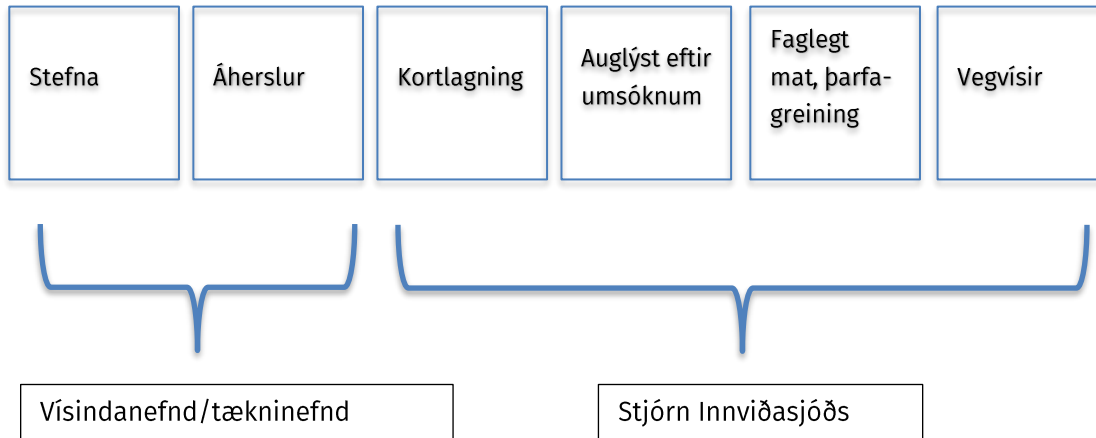 Stefna
Áherslur
Kortlagning
Auglýst eftir
umsóknum
Faglegt
mat, þarfa-
greining
Vegvísir
Vísindanefnd/tækninefnd
Stjórn Innviðasjóðs